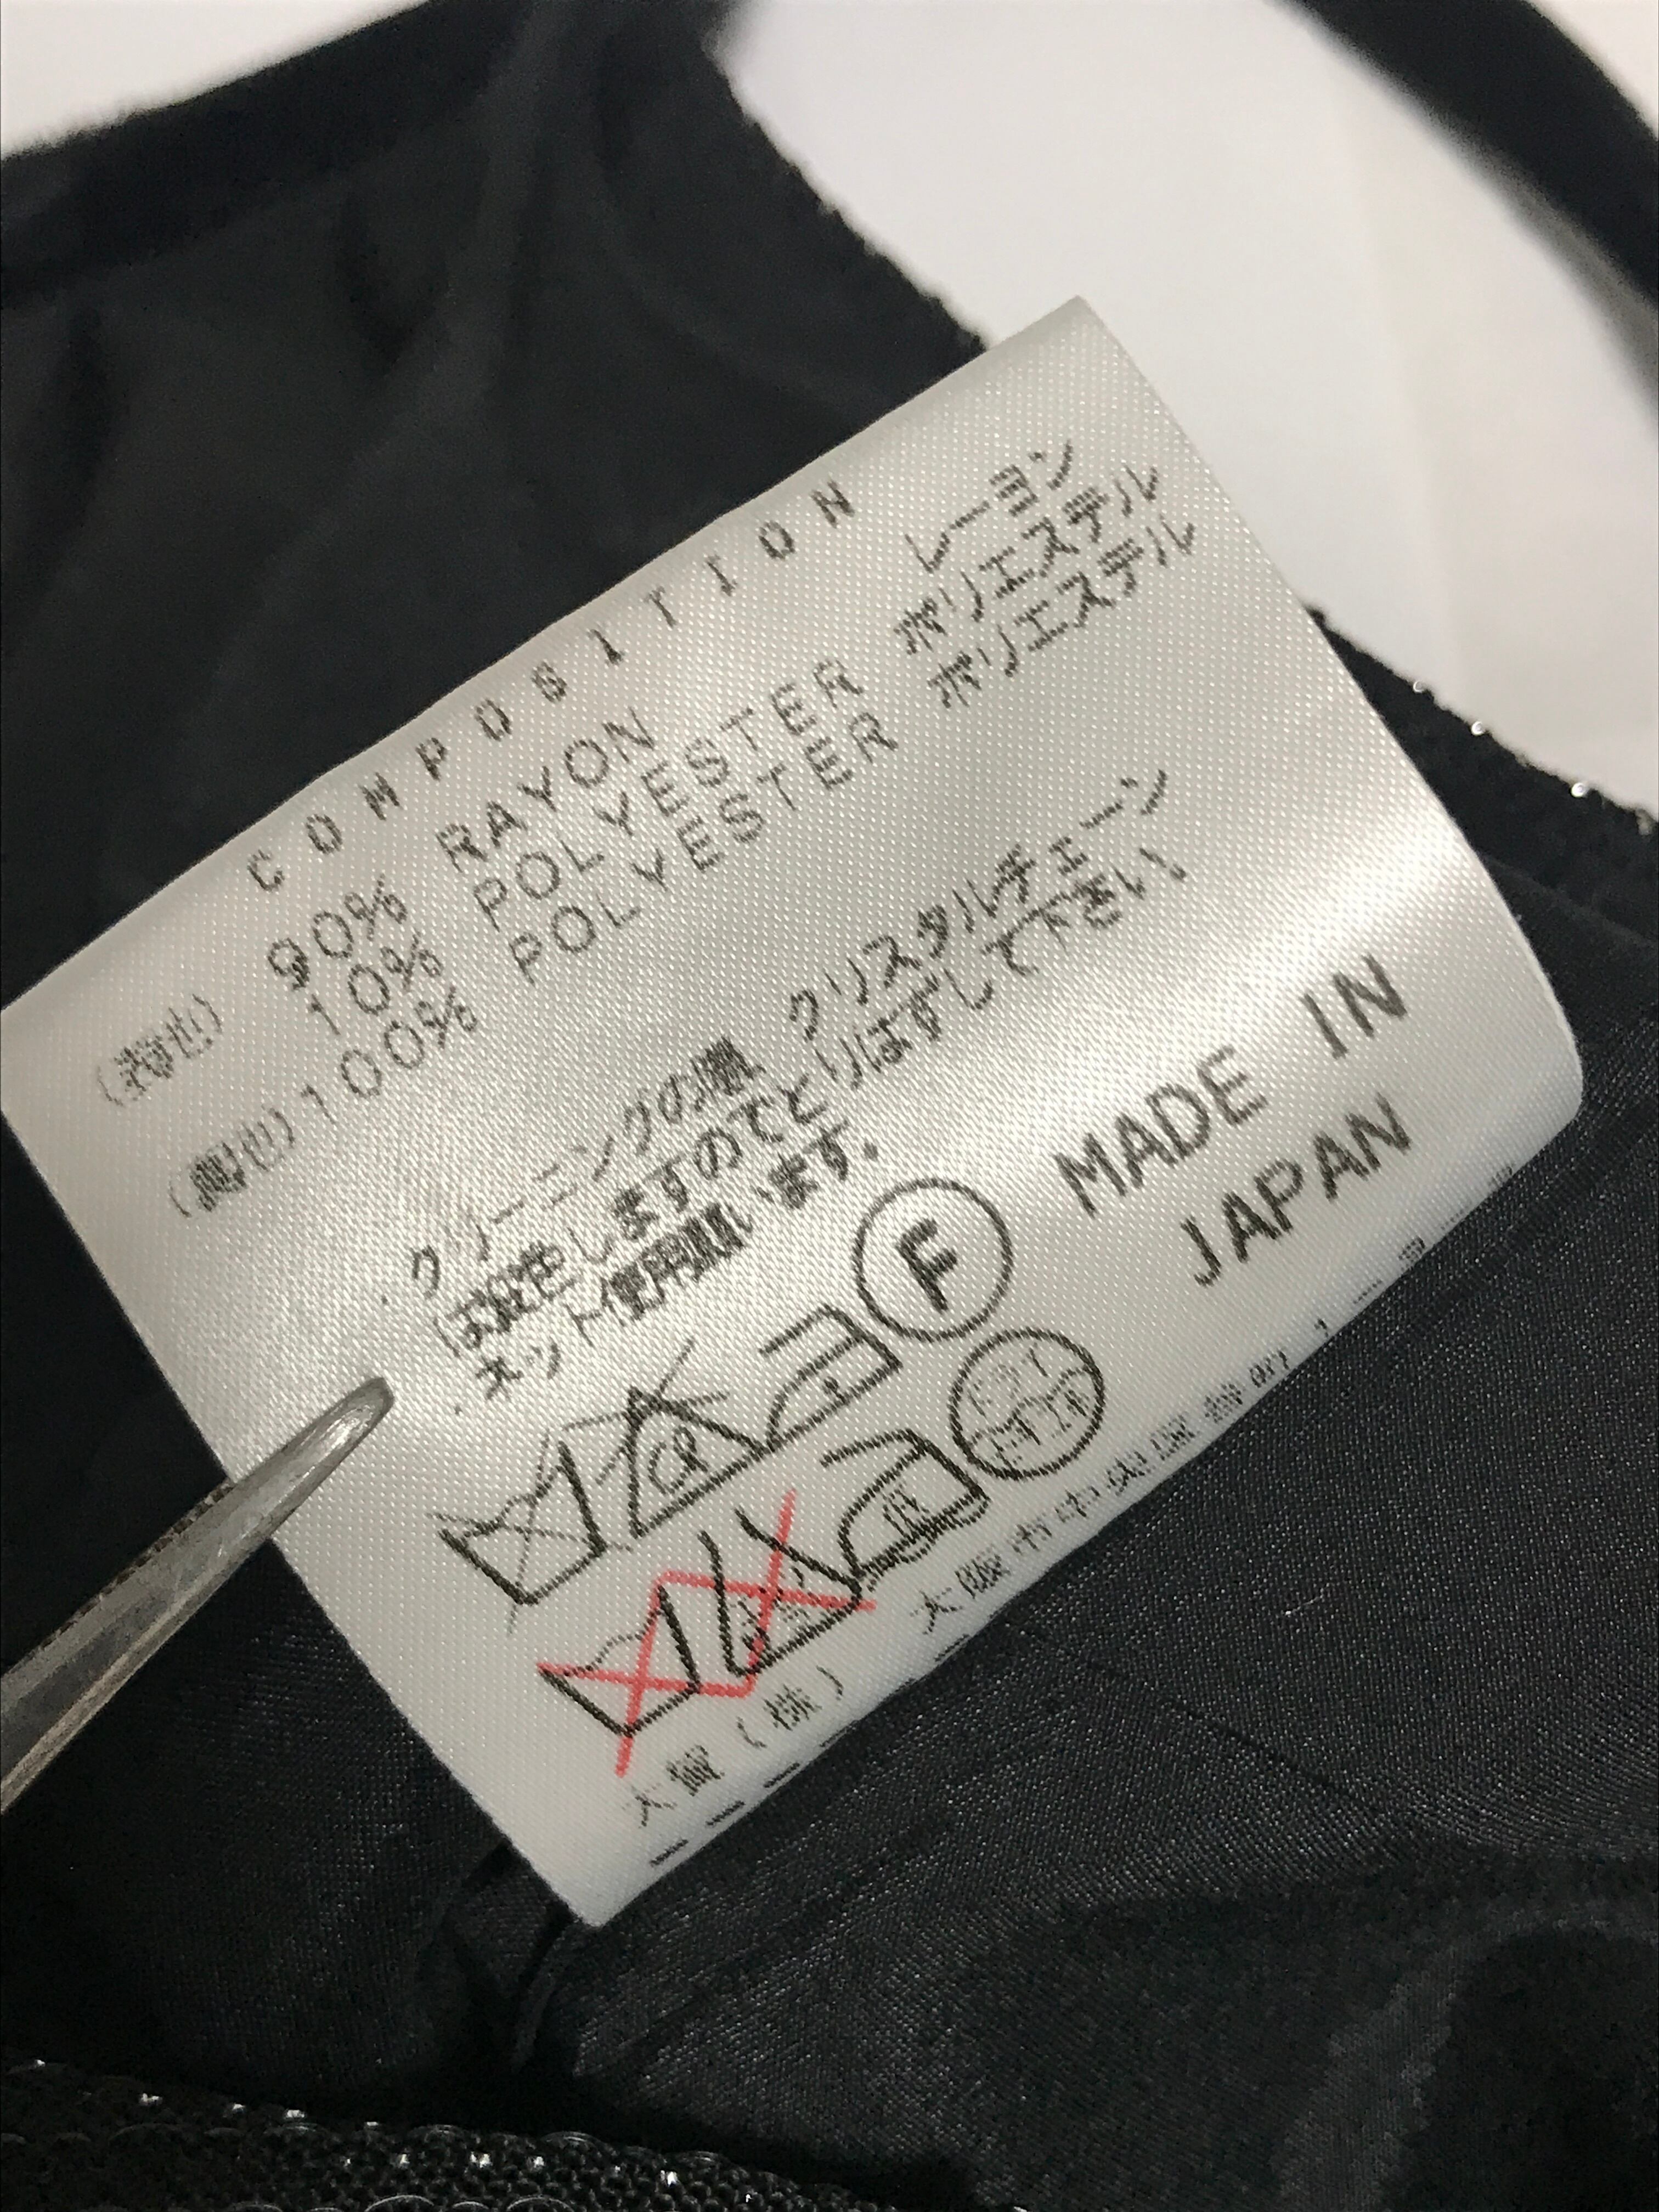 COMPOSITION
(表地) 90% RAYON レーヨン
10% POLYESTER ポリエステル
(裏地) 100% POLYESTER ポリエステル
・クリーニングの際 クリスタルチェーン
は変色しますのでとりはずして下さい。
・ネット使用願います。
F
MADE IN
JAPAN
大阪市中央区
(株)